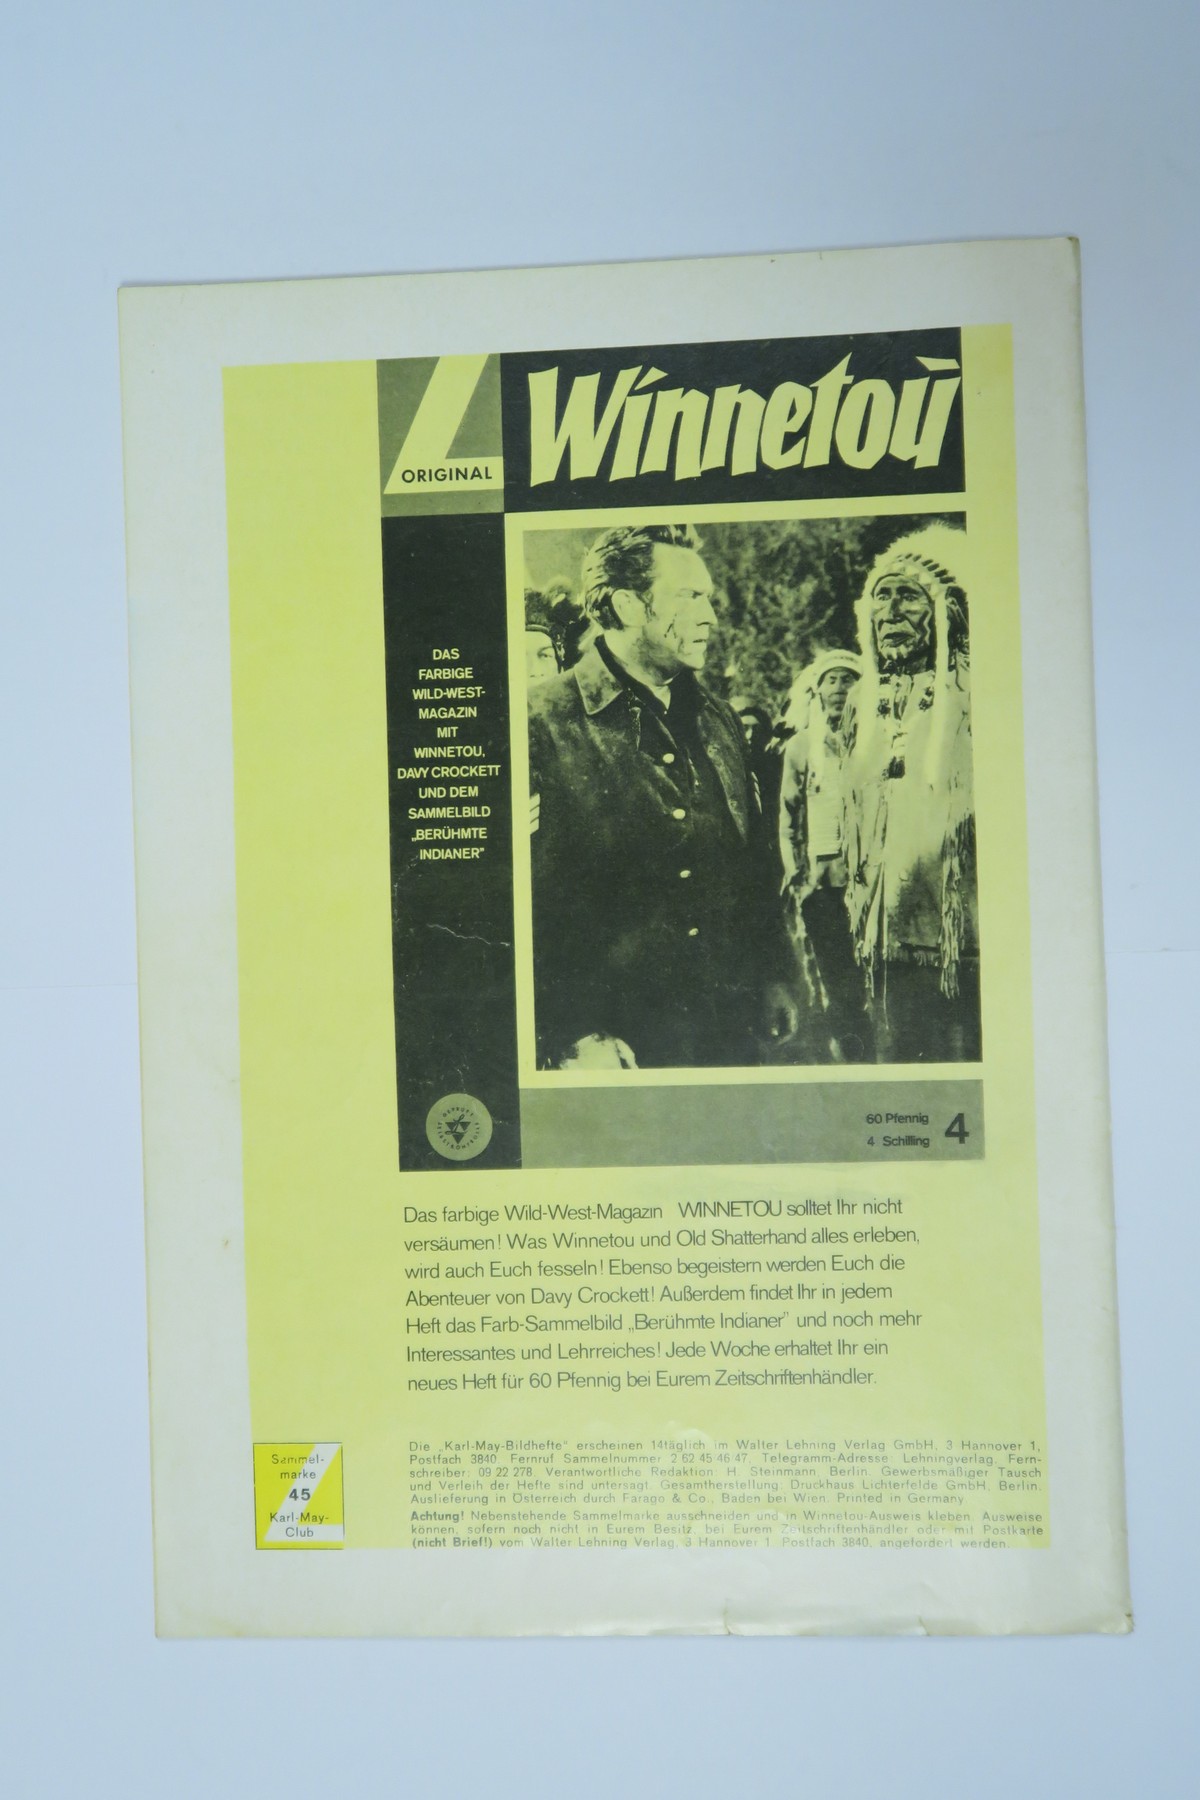 ORIGINAL
Winnetou
DAS
FARBIGE
WILD-WEST-
MAGAZIN
MIT
WINNETOU,
DAVY CROCKETT
UND DEM
SAMMELBILD
„BERÜHMTE
INDIANER"
60 Pfennig
4 Schilling
4
Das farbige Wild-West-Magazin WINNETOU solltet Ihr nicht
versäumen! Was Winnetou und Old Shatterhand alles erleben,
wird auch Euch fesseln! Ebenso begeistern werden Euch die
Abenteuer von Davy Crockett! Außerdem findet Ihr in jedem
Heft das Farb-Sammelbild „Berühmte Indianer" und noch mehr
Interessantes und Lehrreiches! Jede Woche erhaltet Ihr ein
neues Heft für 60 Pfennig bei Eurem Zeitschriftenhändler.
Sammel-
marke
45
Karl-May-
Club
Die „Karl-May-Bildhefte" erscheinen 14täglich im Walter Lehning Verlag GmbH, 3 Hannover 1,
Postfach 3840. Fernruf Sammelnummer 2 62 45 46 47. Telegramm-Adresse: Lehningverlag. Fern-
schreiber: 09 22 278. Verantwortliche Redaktion: H. Steinmann, Berlin. Gewerbsmäßiger Tausch
und Verleih der Hefte sind untersagt. Gesamtherstellung: Druckhaus Lichterfelde GmbH, Berlin.
Auslieferung in Österreich durch Farago & Co., Baden bei Wien. Printed in Germany
Achtung! Nebenstehende Sammelmarke ausschneiden und in Winnetou-Ausweis kleben. Ausweise
können, sofern noch nicht in Eurem Besitz, bei Eurem Zeitschriftenhändler oder mit Postkarte
(nicht Brief!) vom Walter Lehning Verlag, 3 Hannover 1, Postfach 3840, angefordert werden.